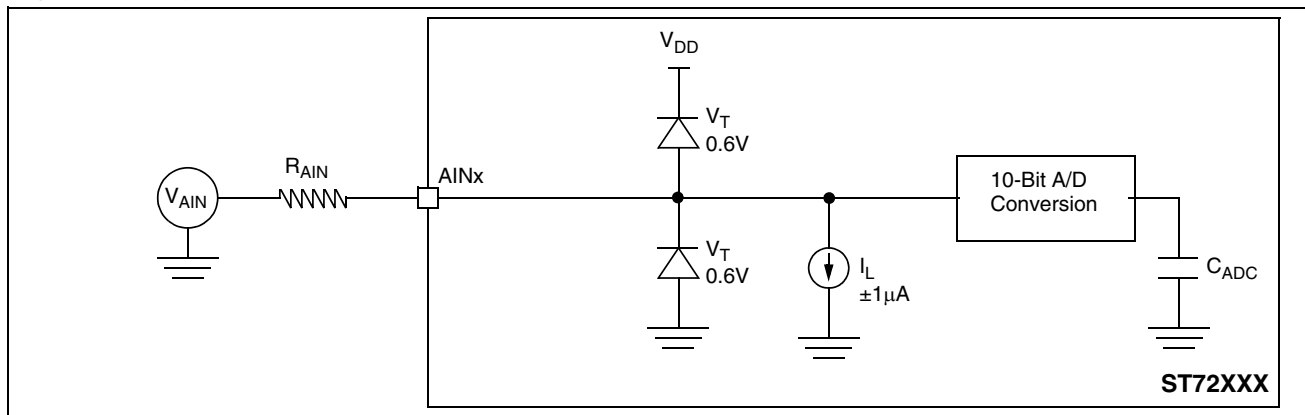 V_DD
V_T
0.6V
R_AIN
AINx
V_AIN
10-Bit A/D
Conversion
V_T
0.6V
I_L
±1μA
C_ADC
ST72XXX